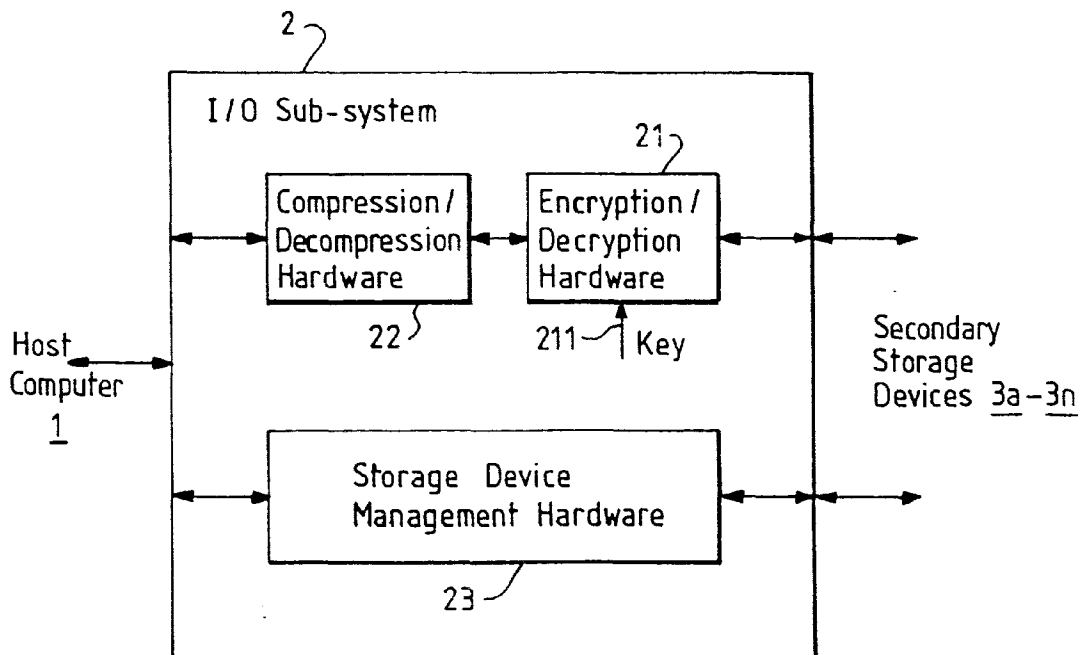 2
I/O Sub-system
21
Compression/
Decompression
Hardware
Encryption/
Decryption
Hardware
22
211
Key
Host
Computer
1
Secondary
Storage
Devices 3a-3n
Storage Device
Management Hardware
23